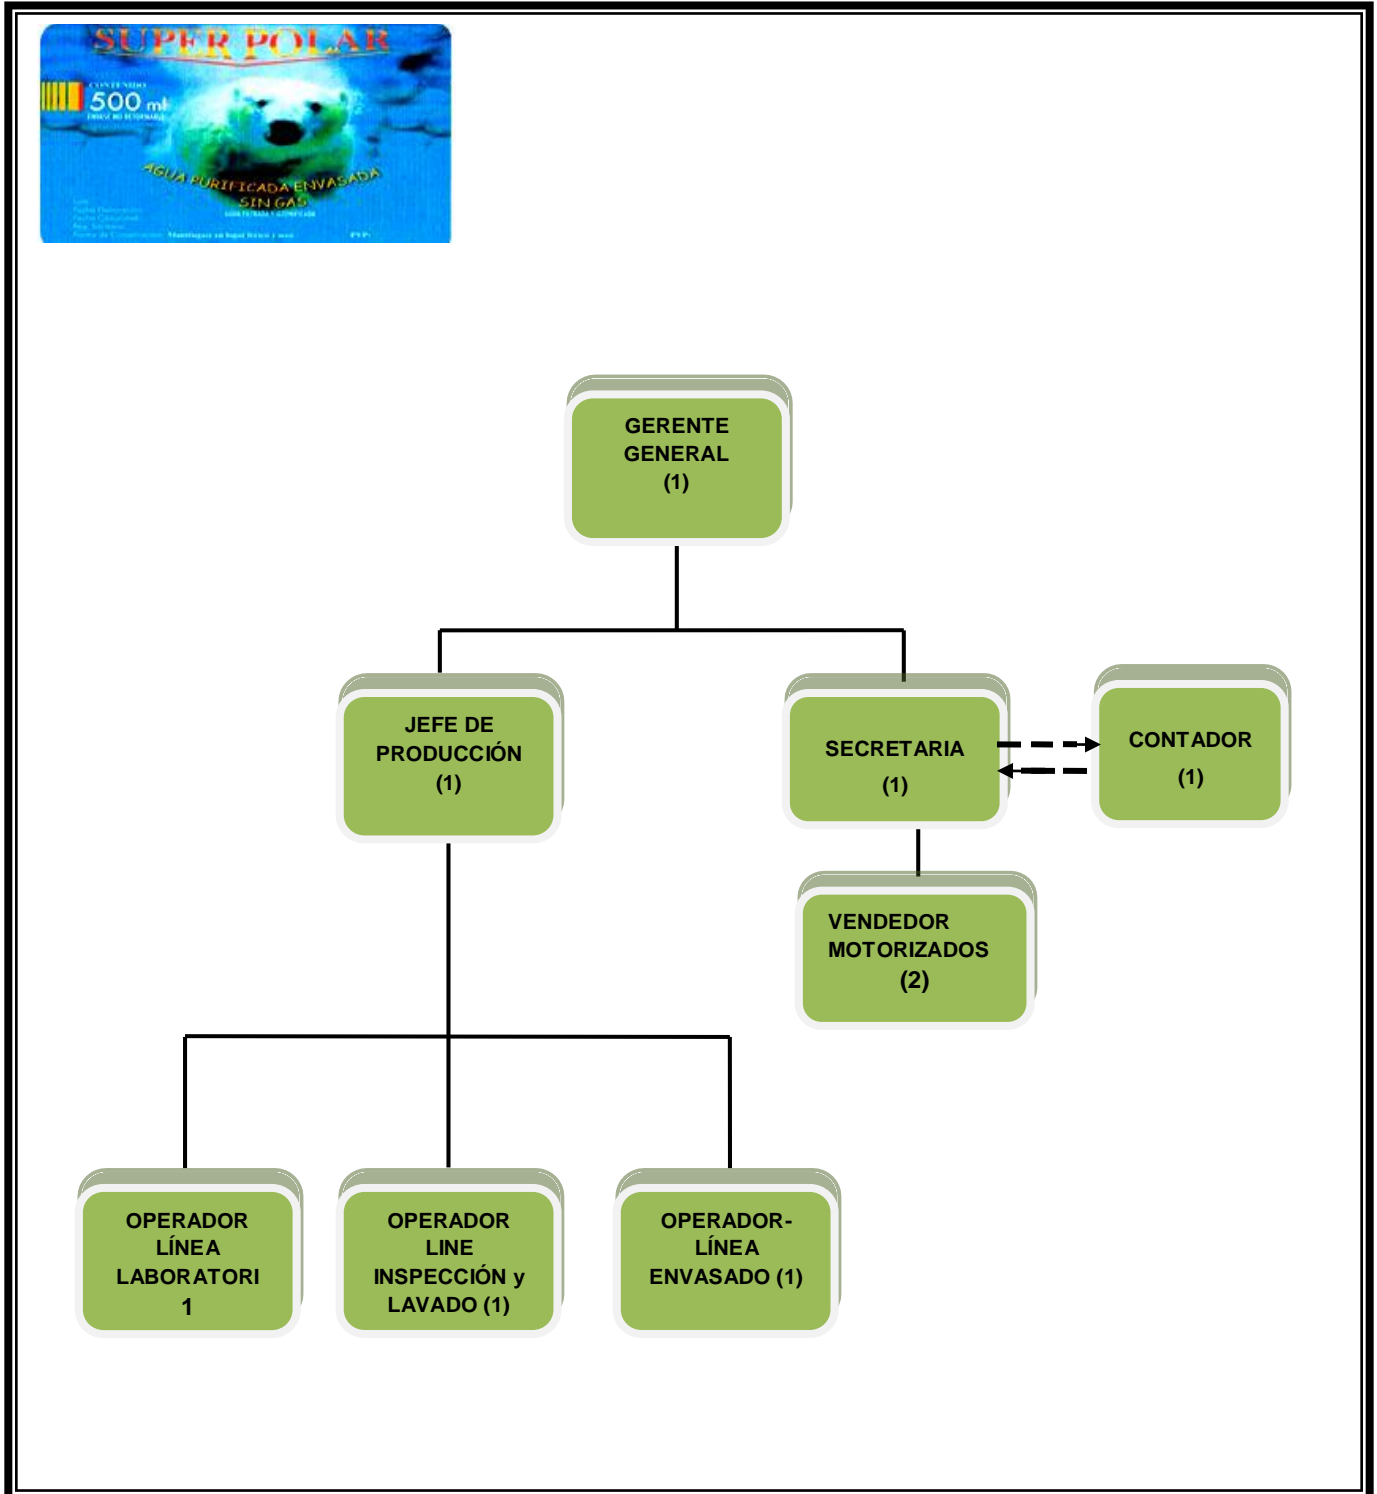 SUPER POLAR
CONTENIDO
500 ml
AGUA PURIFICADA ENVASADA
SIN GAS
GERENTE
GENERAL
(1)
JEFE DE
PRODUCCIÓN
(1)
SECRETARIA
(1)
CONTADOR
(1)
VENDEDOR
MOTORIZADOS
(2)
OPERADOR
LÍNEA
LABORATORI
1
OPERADOR
LINE
INSPECCIÓN y
LAVADO (1)
OPERADOR-
LÍNEA
ENVASADO (1)